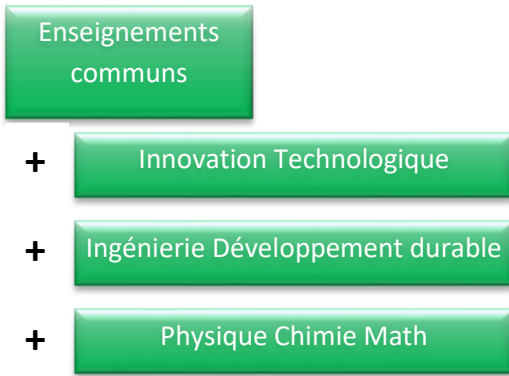 Enseignements
communs
+ Innovation Technologique
+ Ingénierie Développement durable
+ Physique Chimie Math